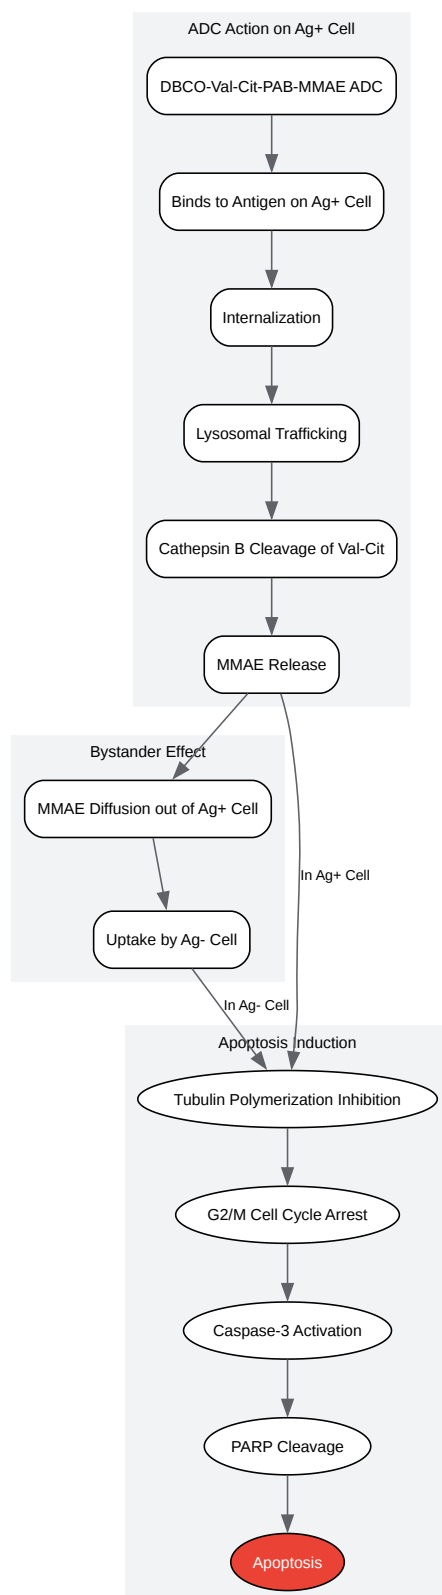 ADC Action on Ag+ Cell
DBCO-Val-Cit-PAB-MMAE ADC
Binds to Antigen on Ag+ Cell
Internalization
Lysosomal Trafficking
Cathepsin B Cleavage of Val-Cit
MMAE Release
Bystander Effect
MMAE Diffusion out of Ag+ Cell
In Ag+ Cell
Uptake by Ag- Cell
In Ag- Cell
Apoptosis Induction
Tubulin Polymerization Inhibition
G2/M Cell Cycle Arrest
Caspase-3 Activation
PARP Cleavage
Apoptosis